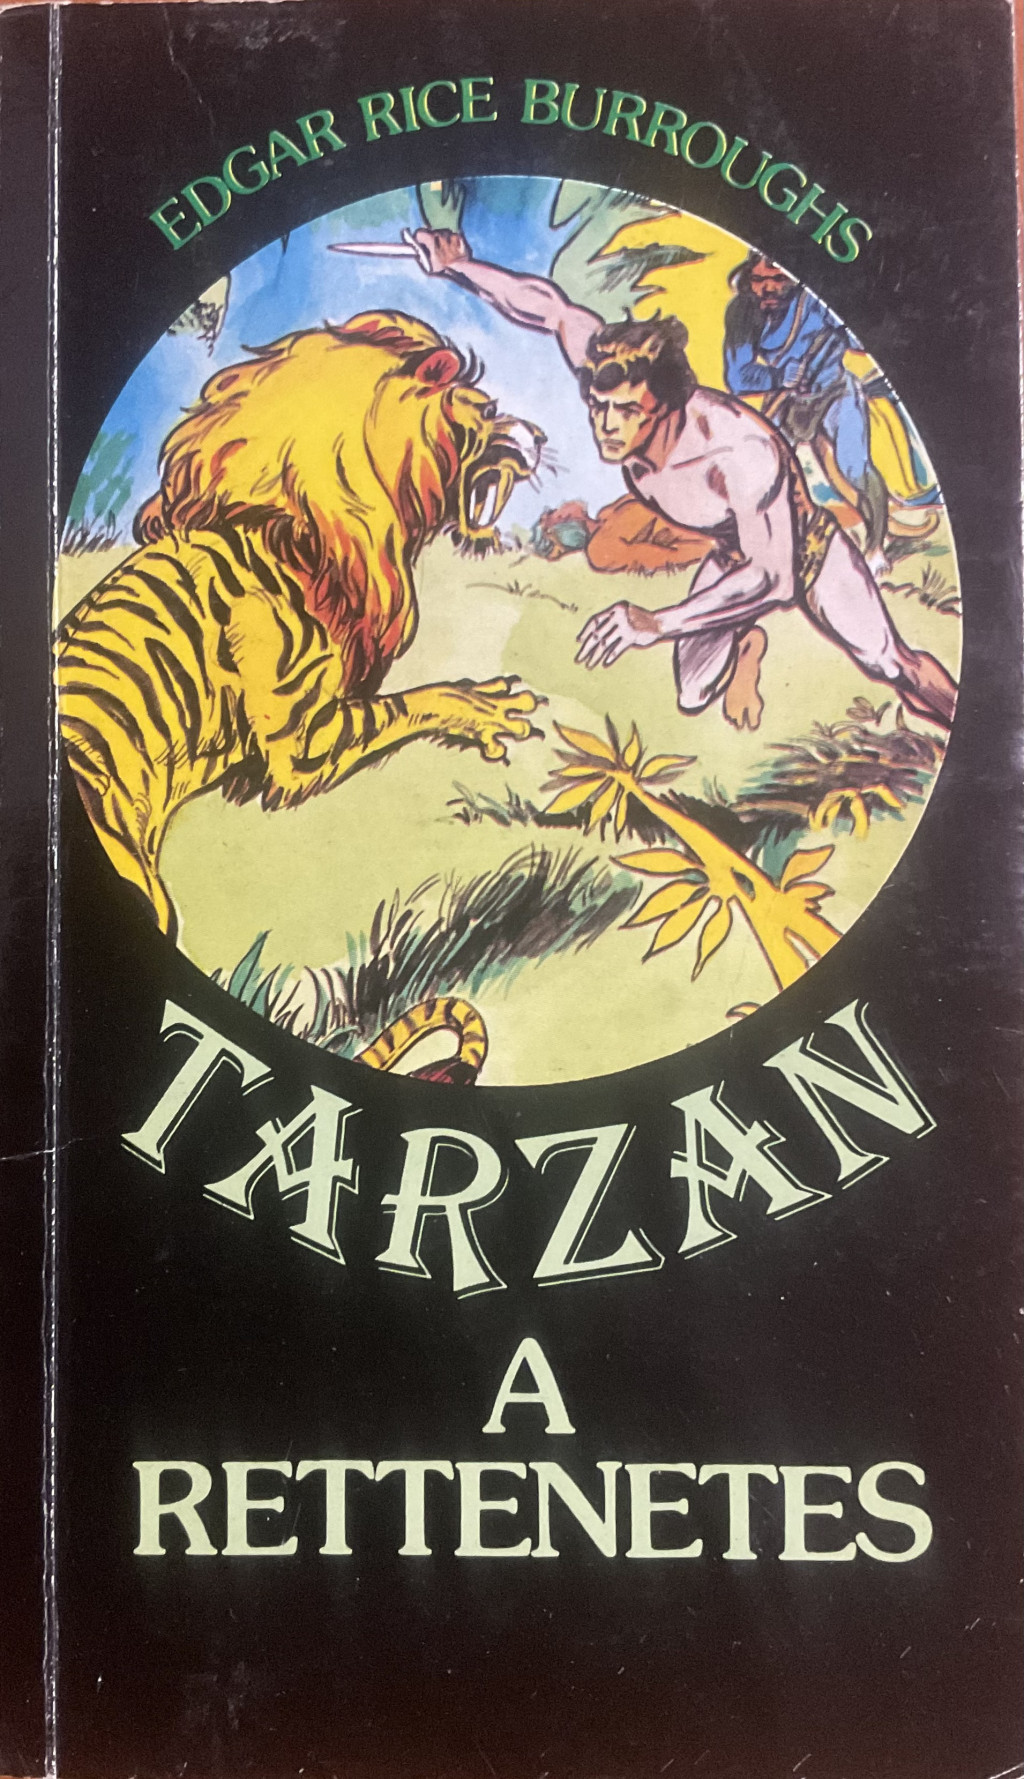 EDGAR RICE BURROUGHS
TARZAN
A
RETTENETES